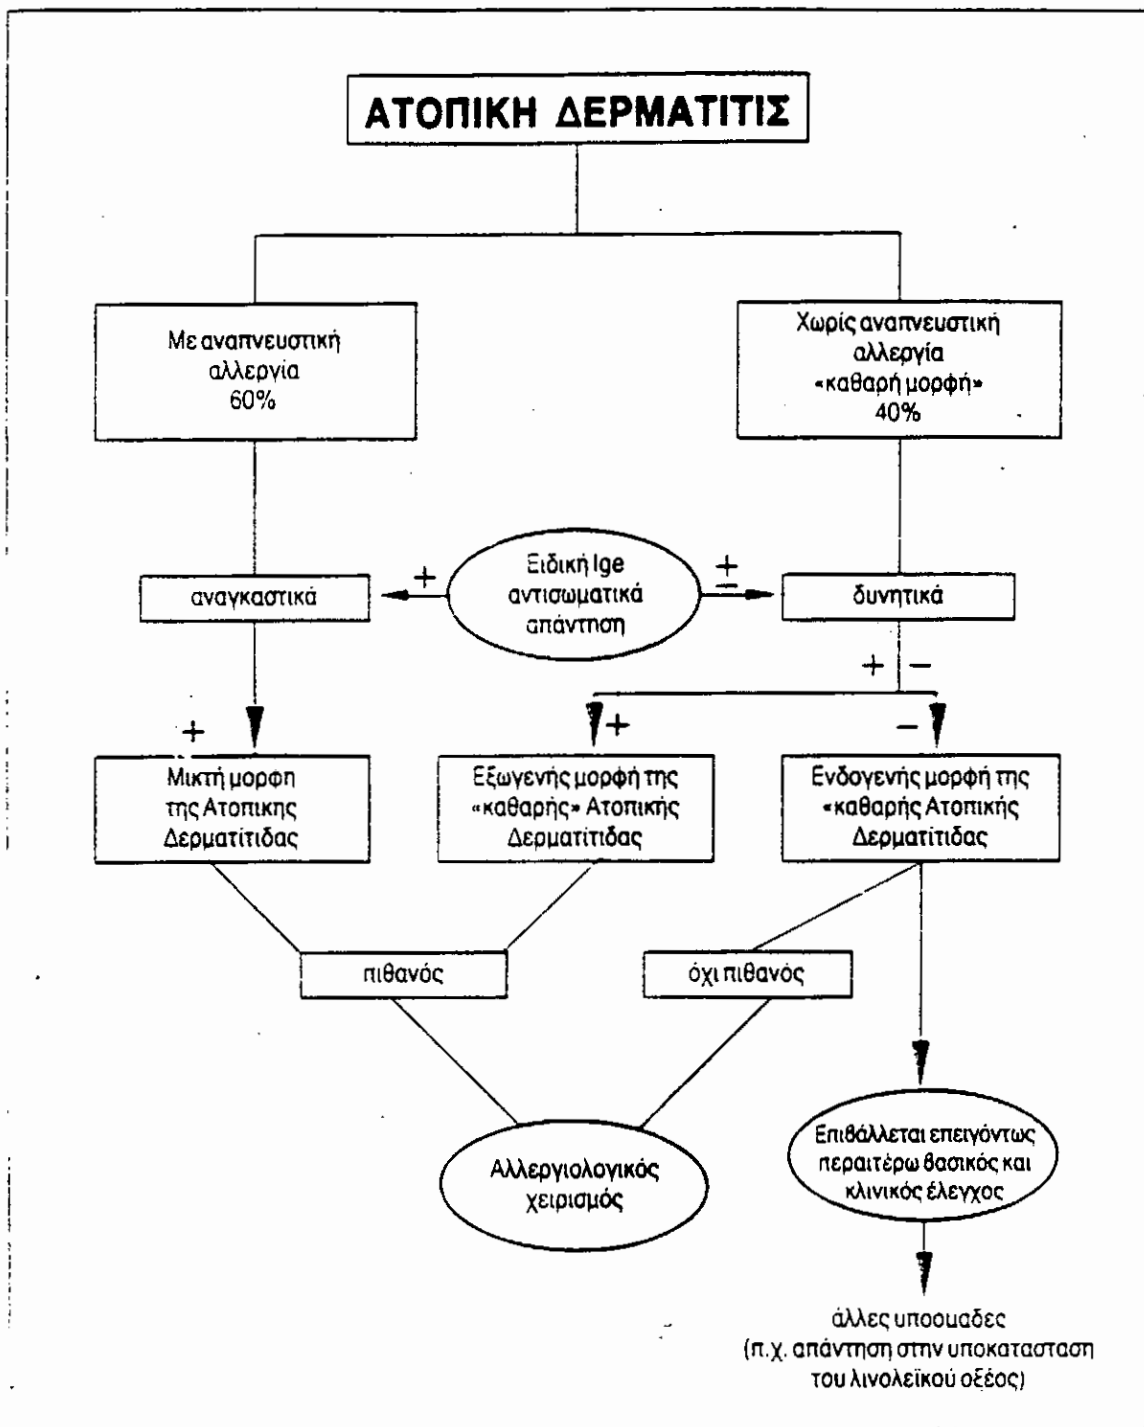 ΑΤΟΠΙΚΗ ΔΕΡΜΑΤΙΤΙΣ
Με αναπνευστική
αλλεργία
60%
Χωρίς αναπνευστική
αλλεργία
«καθαρή μορφή»
40%
αναγκαστικά
+
Ειδική Ige
αντισωματικά
απάντηση
±
δυνητικά
+ −
+
+
−
Μικτή μορφη
της Ατοπικης
Δερματίτιδας
Εξωγενής μορφή της
«καθαρής» Ατοπικής
Δερματίτιδας
Ενδογενής μορφή της
«καθαρής Ατοπικής
Δερματίτιδας
πιθανός
όχι πιθανός
Αλλεργιολογικός
χειρισμός
Επιβάλλεται επειγόντως
περαιτέρω βασικός και
κλινικός έλεγχος
άλλες υποομαδες
(π.χ. απάντηση στην υποκατασταση
του λινολεϊκού οξέος)